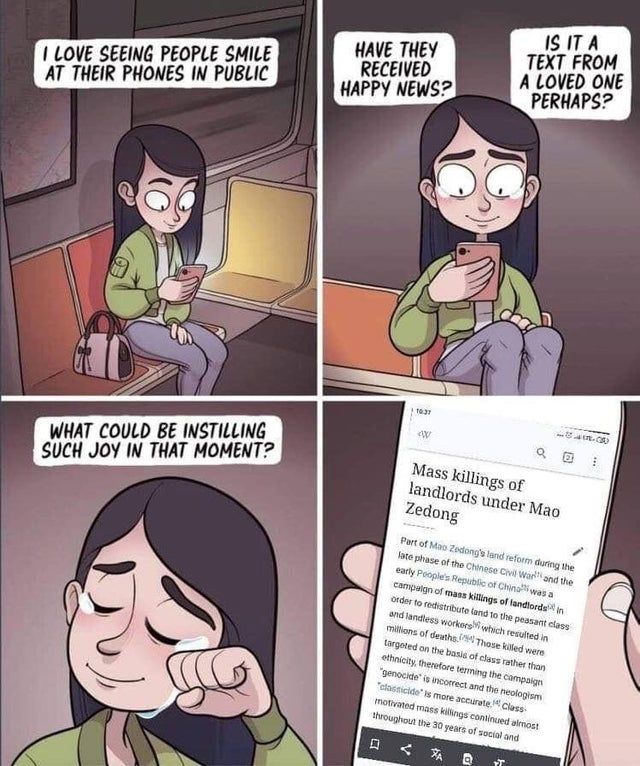 I LOVE SEEING PEOPLE SMILE
AT THEIR PHONES IN PUBLIC
HAVE THEY
RECEIVED
HAPPY NEWS?
IS IT A
TEXT FROM
A LOVED ONE
PERHAPS?
WHAT COULD BE INSTILLING
SUCH JOY IN THAT MOMENT?
10:37
W
Mass killings of
landlords under Mao
Zedong
Part of Mao Zedong's land reform during the
late phase of the Chinese Civil War[1] and the
early People's Republic of China[2] was a
campaign of mass killings of landlords[3] in
order to redistribute land to the peasant class
and landless workers which resulted in
millions of deaths. Those killed were
targeted on the basis of class rather than
ethnicity, therefore terming the campaign
"genocide" is incorrect and the neologism
"classicide" is more accurate.[4] Class-
motivated mass killings continued almost
throughout the 30 years of social and